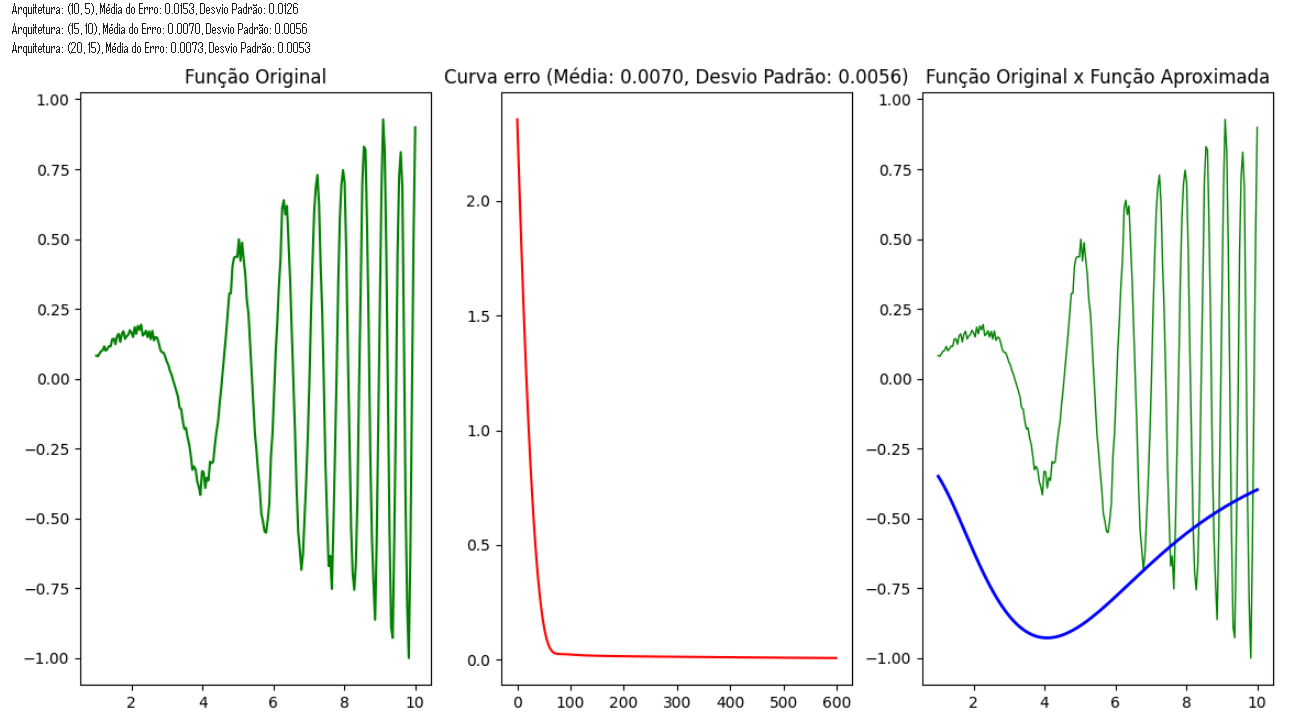 Arquitetura: (10, 5), Média do Erro: 0.0153, Desvio Padrão: 0.0126
Arquitetura: (15, 10), Média do Erro: 0.0070, Desvio Padrão: 0.0056
Arquitetura: (20, 15), Média do Erro: 0.0073, Desvio Padrão: 0.0053
Função Original
1.00
0.75
0.50
0.25
0.00
−0.25
−0.50
−0.75
−1.00
2 4 6 8 10
Curva erro (Média: 0.0070, Desvio Padrão: 0.0056)
2.0
1.5
1.0
0.5
0.0
0 100 200 300 400 500 600
Função Original x Função Aproximada
1.00
0.75
0.50
0.25
0.00
−0.25
−0.50
−0.75
−1.00
2 4 6 8 10